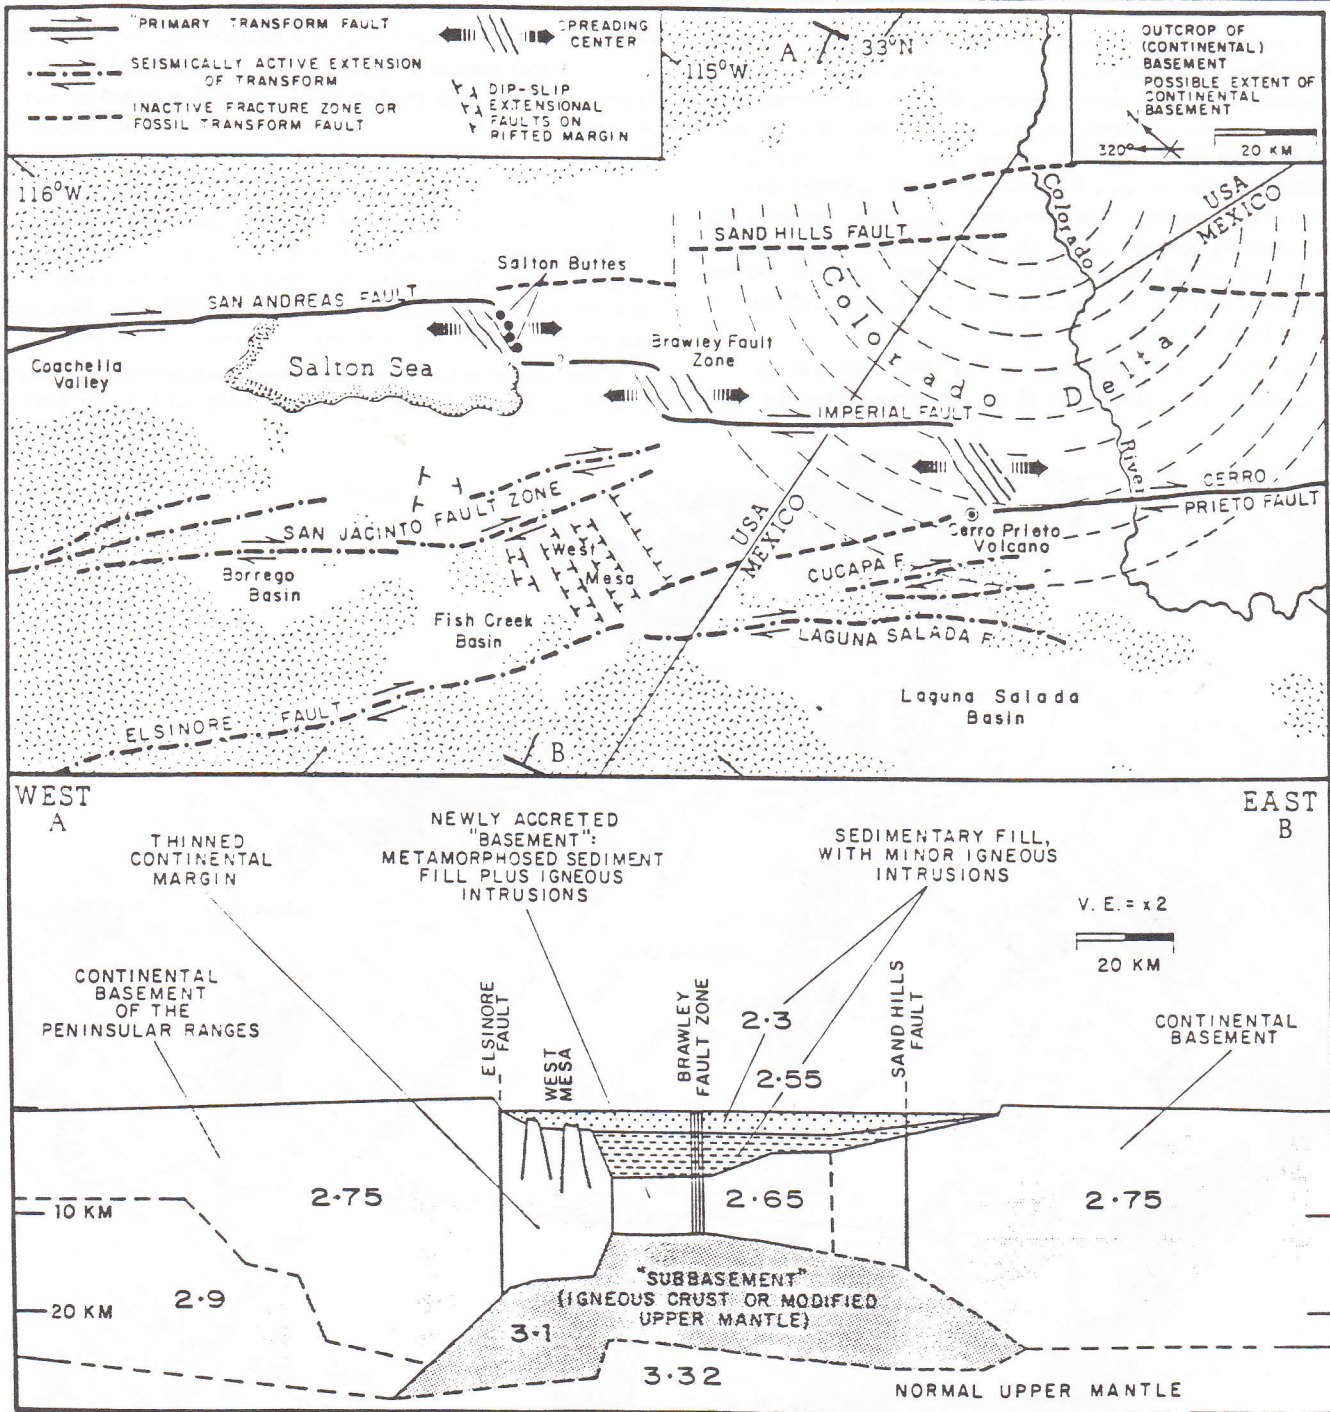 PRIMARY TRANSFORM FAULT
SEISMICALLY ACTIVE EXTENSION
OF TRANSFORM
INACTIVE FRACTURE ZONE OR
FOSSIL TRANSFORM FAULT
SPREADING
CENTER
DIP-SLIP
EXTENSIONAL
FAULTS ON
RIFTED MARGIN
A
33°N
115°W
OUTCROP OF
(CONTINENTAL)
BASEMENT
POSSIBLE EXTENT OF
CONTINENTAL
BASEMENT
N
320°
20 KM
116°W
USA
MEXICO
Colorado
River
SAND HILLS FAULT
Salton Buttes
SAN ANDREAS FAULT
Colorado Delta
Brawley Fault
Zone
Coachella
Valley
Salton Sea
?
IMPERIAL FAULT
CERRO
PRIETO FAULT
SAN JACINTO FAULT ZONE
USA
MEXICO
Cerro Prieto
Volcano
West
Mesa
CUCAPA F.
Borrego
Basin
Fish Creek
Basin
LAGUNA SALADA F.
Laguna Salada
Basin
ELSINORE FAULT
B
WEST
A
EAST
B
THINNED
CONTINENTAL
MARGIN
NEWLY ACCRETED
"BASEMENT":
METAMORPHOSED SEDIMENT
FILL PLUS IGNEOUS
INTRUSIONS
SEDIMENTARY FILL,
WITH MINOR IGNEOUS
INTRUSIONS
V. E. = x 2
20 KM
CONTINENTAL
BASEMENT
OF THE
PENINSULAR RANGES
ELSINORE
FAULT
WEST
MESA
BRAWLEY
FAULT ZONE
2·3
2·55
SAND HILLS
FAULT
CONTINENTAL
BASEMENT
2·75
2·65
2·75
10 KM
2·9
20 KM
"SUBBASEMENT"
(IGNEOUS CRUST OR MODIFIED
UPPER MANTLE)
3·1
3·32
NORMAL UPPER MANTLE